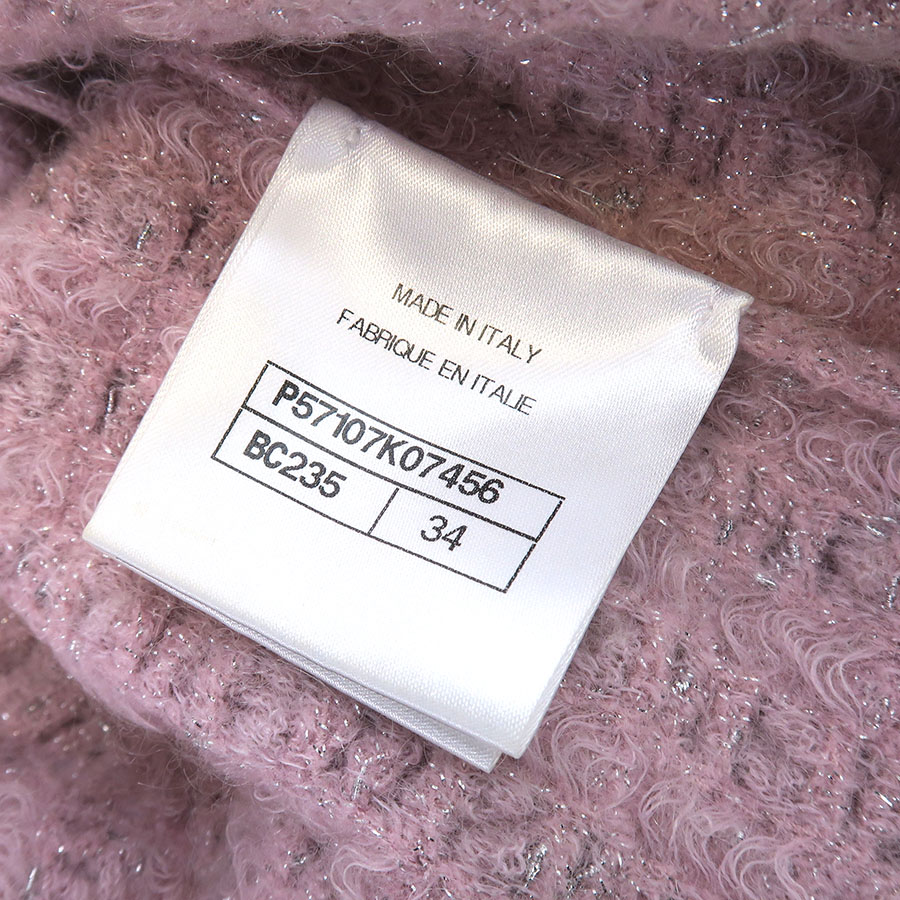 MADE IN ITALY
FABRIQUE EN ITALIE
P57107K07456
BC235
34